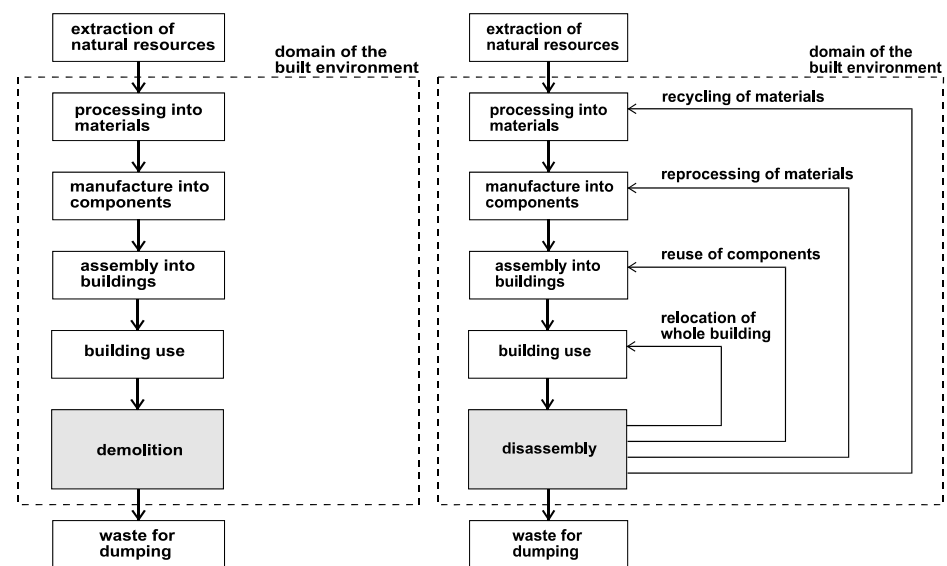 extraction of
natural resources
domain of the
built environment
processing into
materials
manufacture into
components
assembly into
buildings
building use
demolition
waste for
dumping
extraction of
natural resources
domain of the
built environment
processing into
materials
recycling of materials
manufacture into
components
reprocessing of materials
assembly into
buildings
reuse of components
relocation of
whole building
building use
disassembly
waste for
dumping